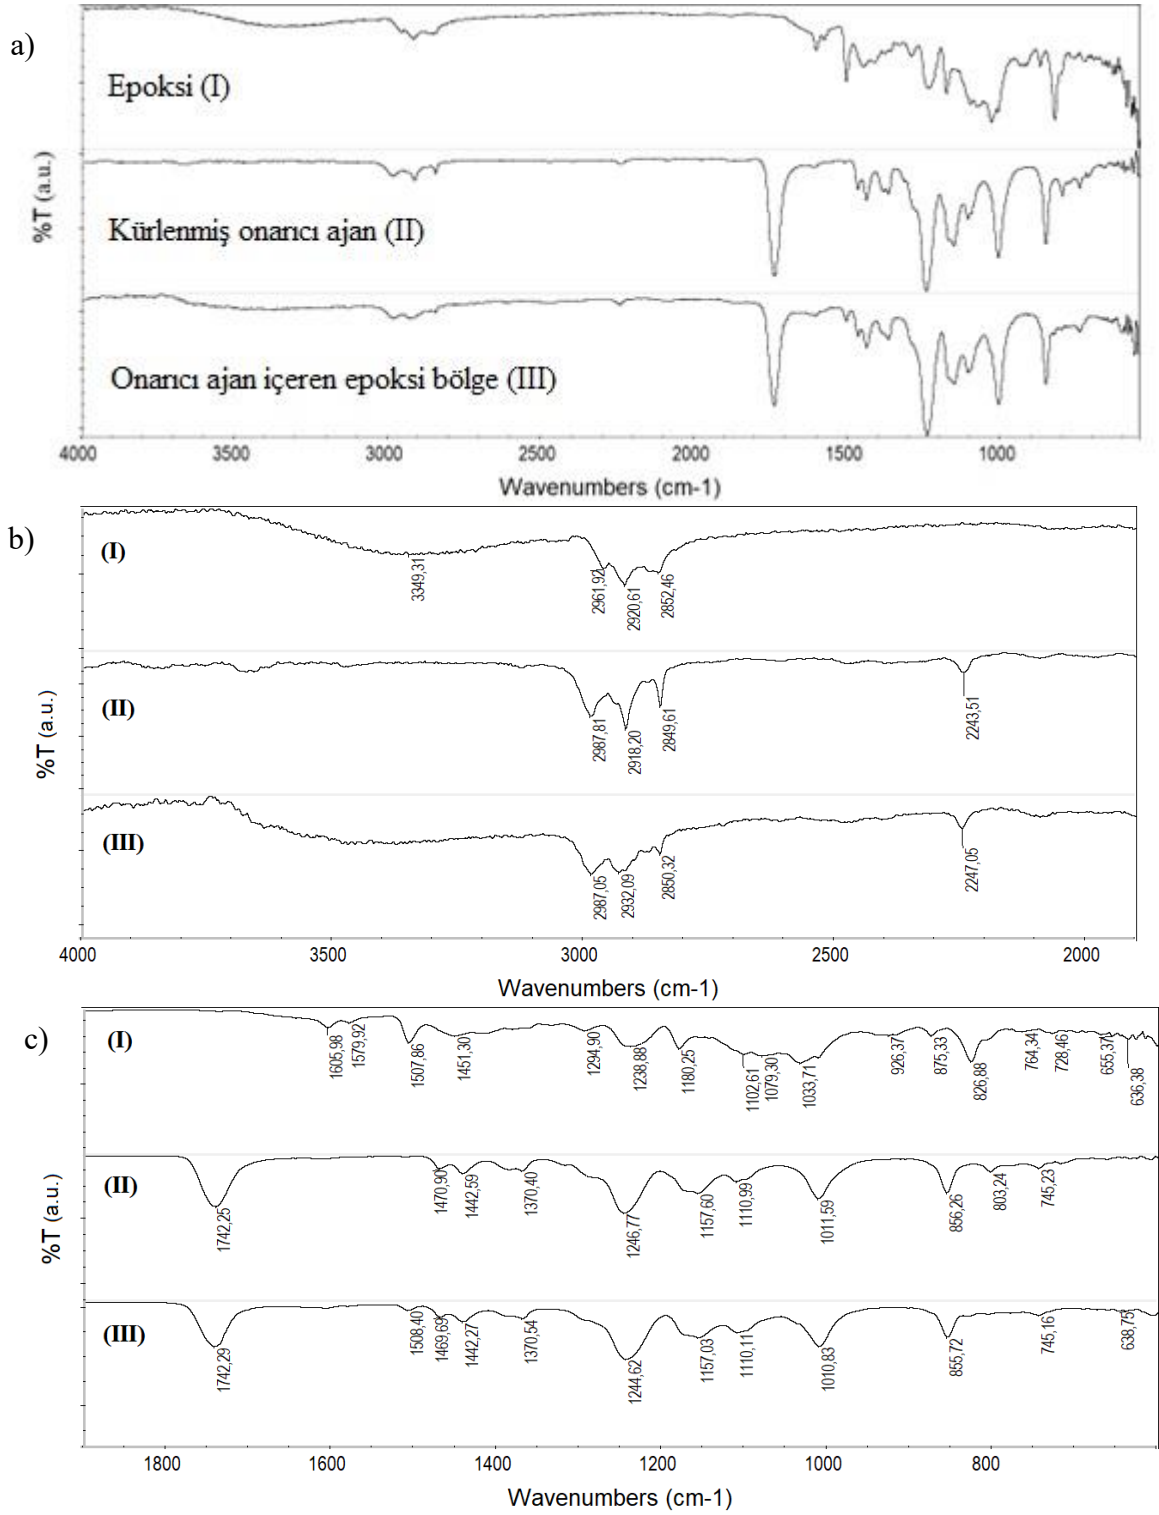 a)
Epoksi (I)
Kürlenmiş onarıcı ajan (II)
Onarıcı ajan içeren epoksi bölge (III)
%T (a.u.)
4000 3500 3000 2500 2000 1500 1000
Wavenumbers (cm-1)
b)
(I)
3349,31
2961,92
2920,61
2852,46
(II)
2987,81
2918,20
2849,61
2243,51
(III)
2987,05
2932,09
2850,32
2247,05
%T (a.u.)
4000 3500 3000 2500 2000
Wavenumbers (cm-1)
c)
(I)
1605,98
1579,92
1507,86
1451,30
1294,90
1238,88
1180,25
1102,61
1079,30
1033,71
926,37
875,33
826,88
764,34
728,46
655,37
636,38
(II)
1742,25
1470,90
1442,59
1370,40
1246,77
1157,60
1110,99
1011,59
856,26
803,24
745,23
(III)
1742,29
1508,40
1469,69
1442,27
1370,54
1244,62
1157,03
1110,11
1010,83
855,72
745,16
638,75
%T (a.u.)
1800 1600 1400 1200 1000 800
Wavenumbers (cm-1)